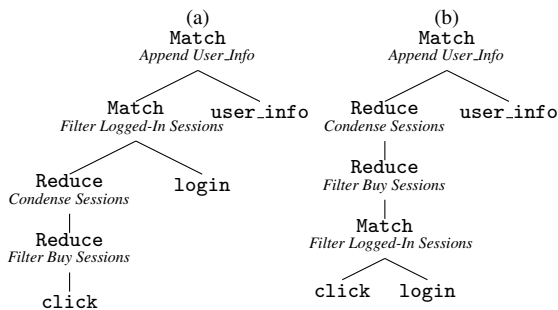 (a)
Match
Append User_Info
Match
Filter Logged-In Sessions
user_info
Reduce
Condense Sessions
login
Reduce
Filter Buy Sessions
click
(b)
Match
Append User_Info
Reduce
Condense Sessions
user_info
Reduce
Filter Buy Sessions
Match
Filter Logged-In Sessions
click
login